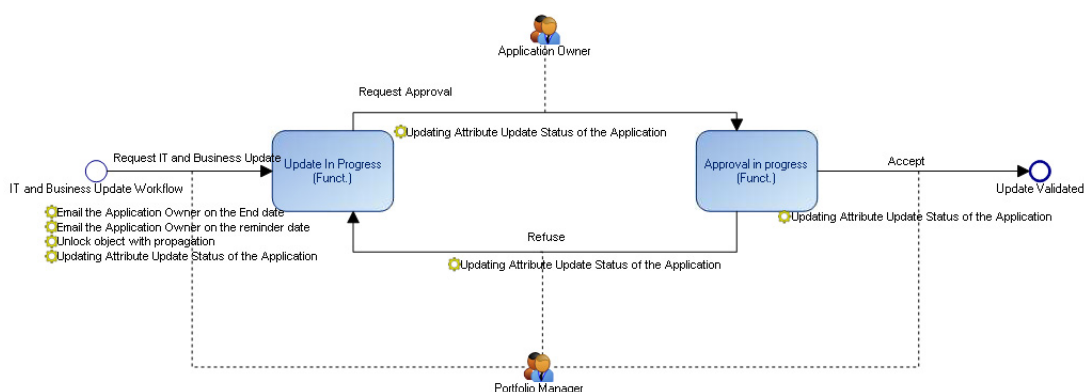 Application Owner
Request Approval
Updating Attribute Update Status of the Application
Request IT and Business Update
Update In Progress
(Funct.)
Approval in progress
(Funct.)
Accept
IT and Business Update Workflow
Update Validated
Email the Application Owner on the End date
Email the Application Owner on the reminder date
Unlock object with propagation
Updating Attribute Update Status of the Application
Updating Attribute Update Status of the Application
Refuse
Updating Attribute Update Status of the Application
Portfolio Manager